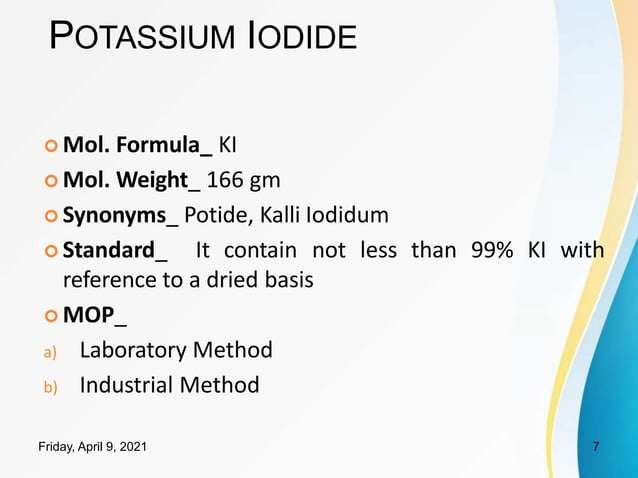 POTASSIUM IODIDE
Mol. Formula_ KI
Mol. Weight_ 166 gm
Synonyms_ Potide, Kalli Iodidum
Standard_ It contain not less than 99% KI with
reference to a dried basis
MOP_
a) Laboratory Method
b) Industrial Method
Friday, April 9, 2021 7